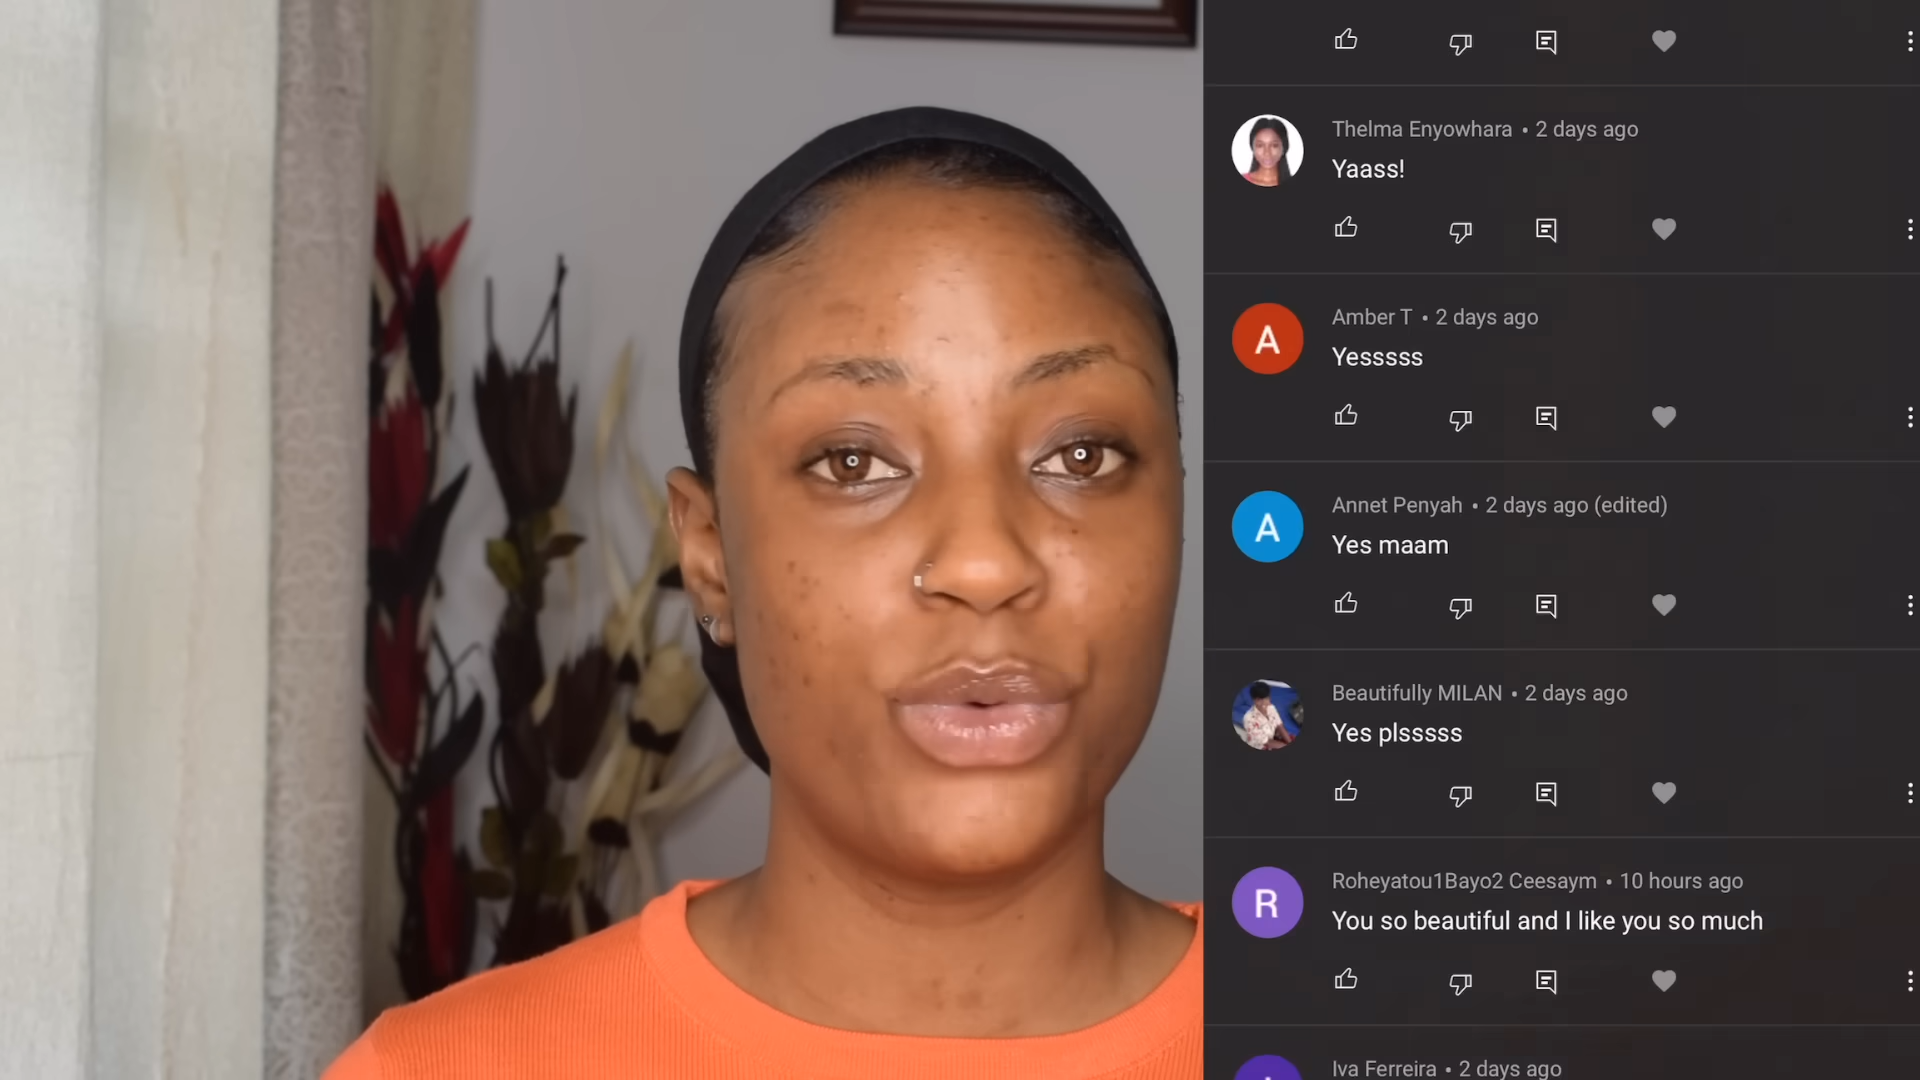 Thelma Enyowhara • 2 days ago
Yaass!
A
Amber T • 2 days ago
Yesssss
A
Annet Penyah • 2 days ago (edited)
Yes maam
Beautifully MILAN • 2 days ago
Yes plsssss
R
Roheyatou1Bayo2 Ceesaym • 10 hours ago
You so beautiful and I like you so much
Iva Ferreira • 2 days ago